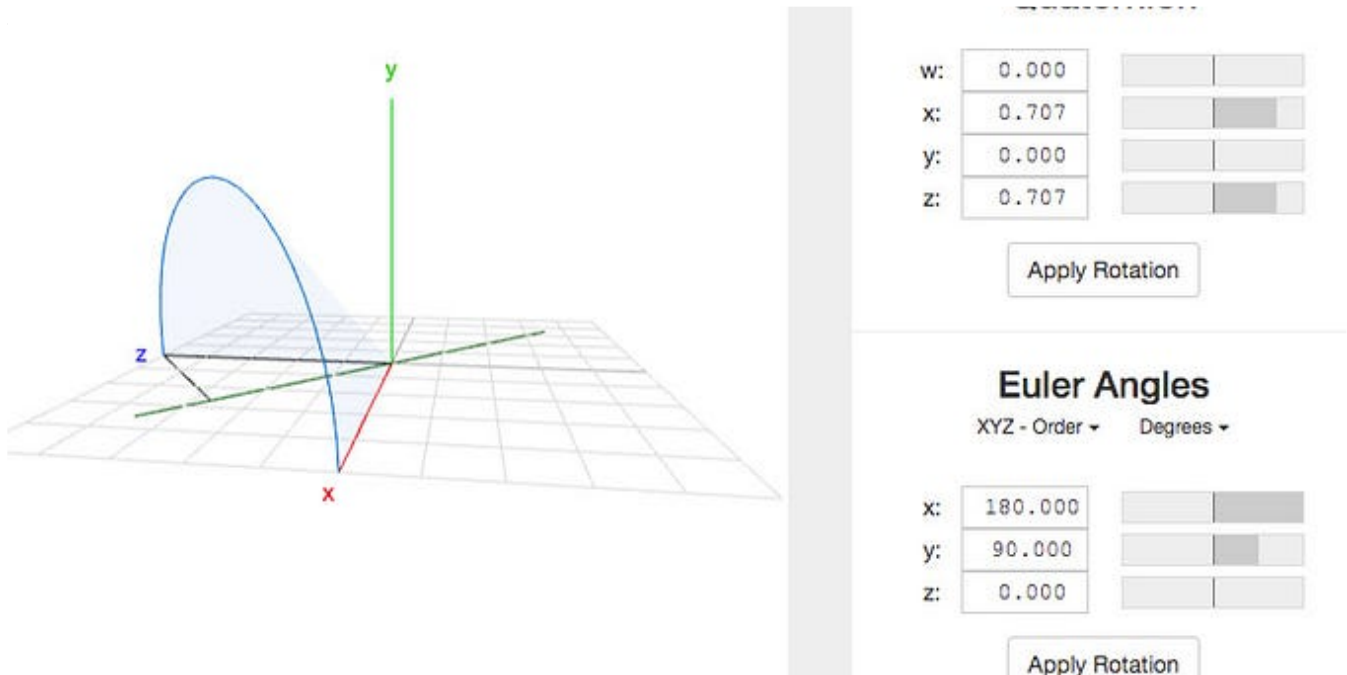 y
z
x
w: 0.000
x: 0.707
y: 0.000
z: 0.707
Apply Rotation
Euler Angles
XYZ - Order Degrees
x: 180.000
y: 90.000
z: 0.000
Apply Rotation